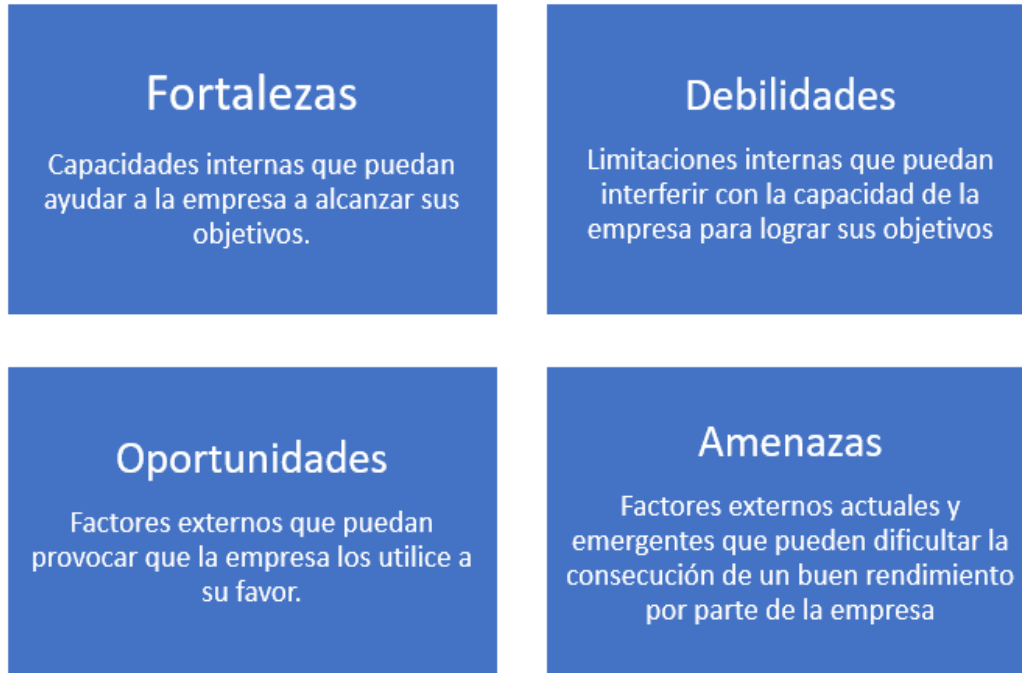 Fortalezas
Capacidades internas que puedan
ayudar a la empresa a alcanzar sus
objetivos.
Debilidades
Limitaciones internas que puedan
interferir con la capacidad de la
empresa para lograr sus objetivos
Oportunidades
Factores externos que puedan
provocar que la empresa los utilice a
su favor.
Amenazas
Factores externos actuales y
emergentes que pueden dificultar la
consecución de un buen rendimiento
por parte de la empresa